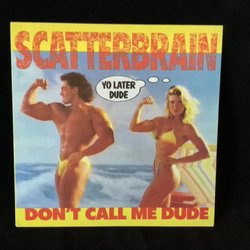 SCATTERBRAIN
YO LATER
DUDE
DON'T CALL ME DUDE